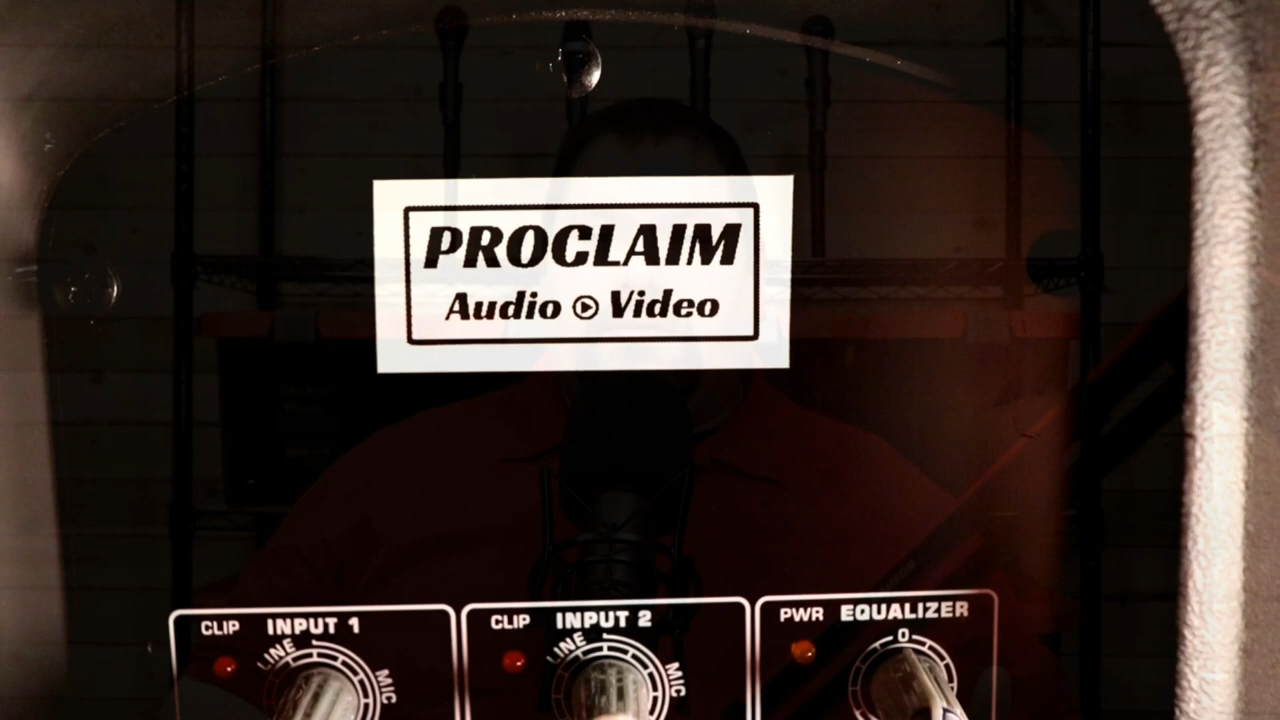 PROCLAIM
Audio Video
CLIP INPUT 1
LINE MIC
CLIP INPUT 2
LINE MIC
PWR EQUALIZER
0